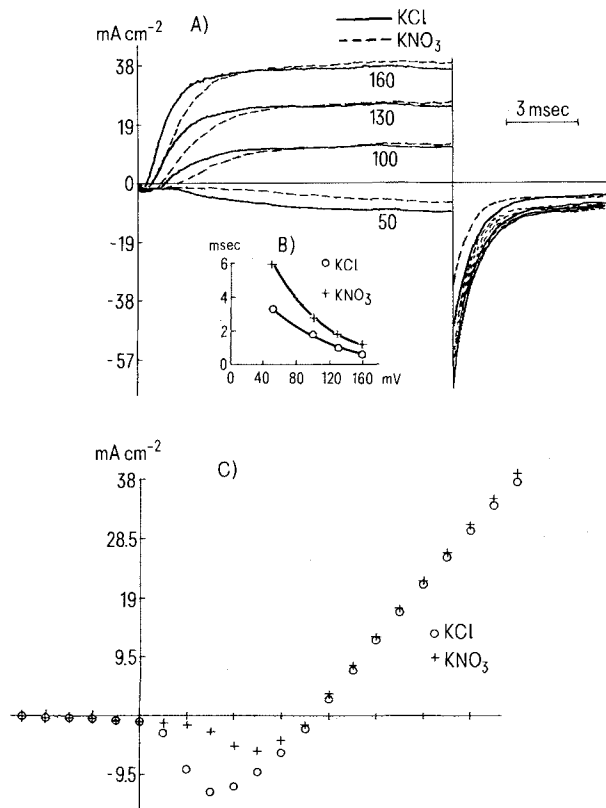 mA cm⁻²
A)
KCl
KNO₃
38
19
0
-19
-38
-57
160
130
100
50
3 msec
msec
B)
KCl
KNO₃
6
4
2
0
0
40
80
120
160
mV
mA cm⁻²
C)
38
28.5
19
9.5
-9.5
KCl
KNO₃